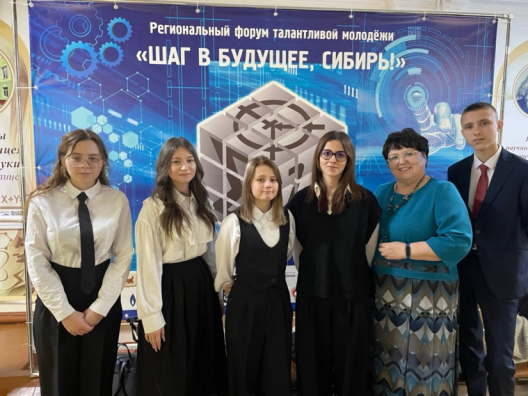 Региональный форум талантливой молодёжи
«ШАГ В БУДУЩЕЕ, СИБИРЬ!»
X+Y